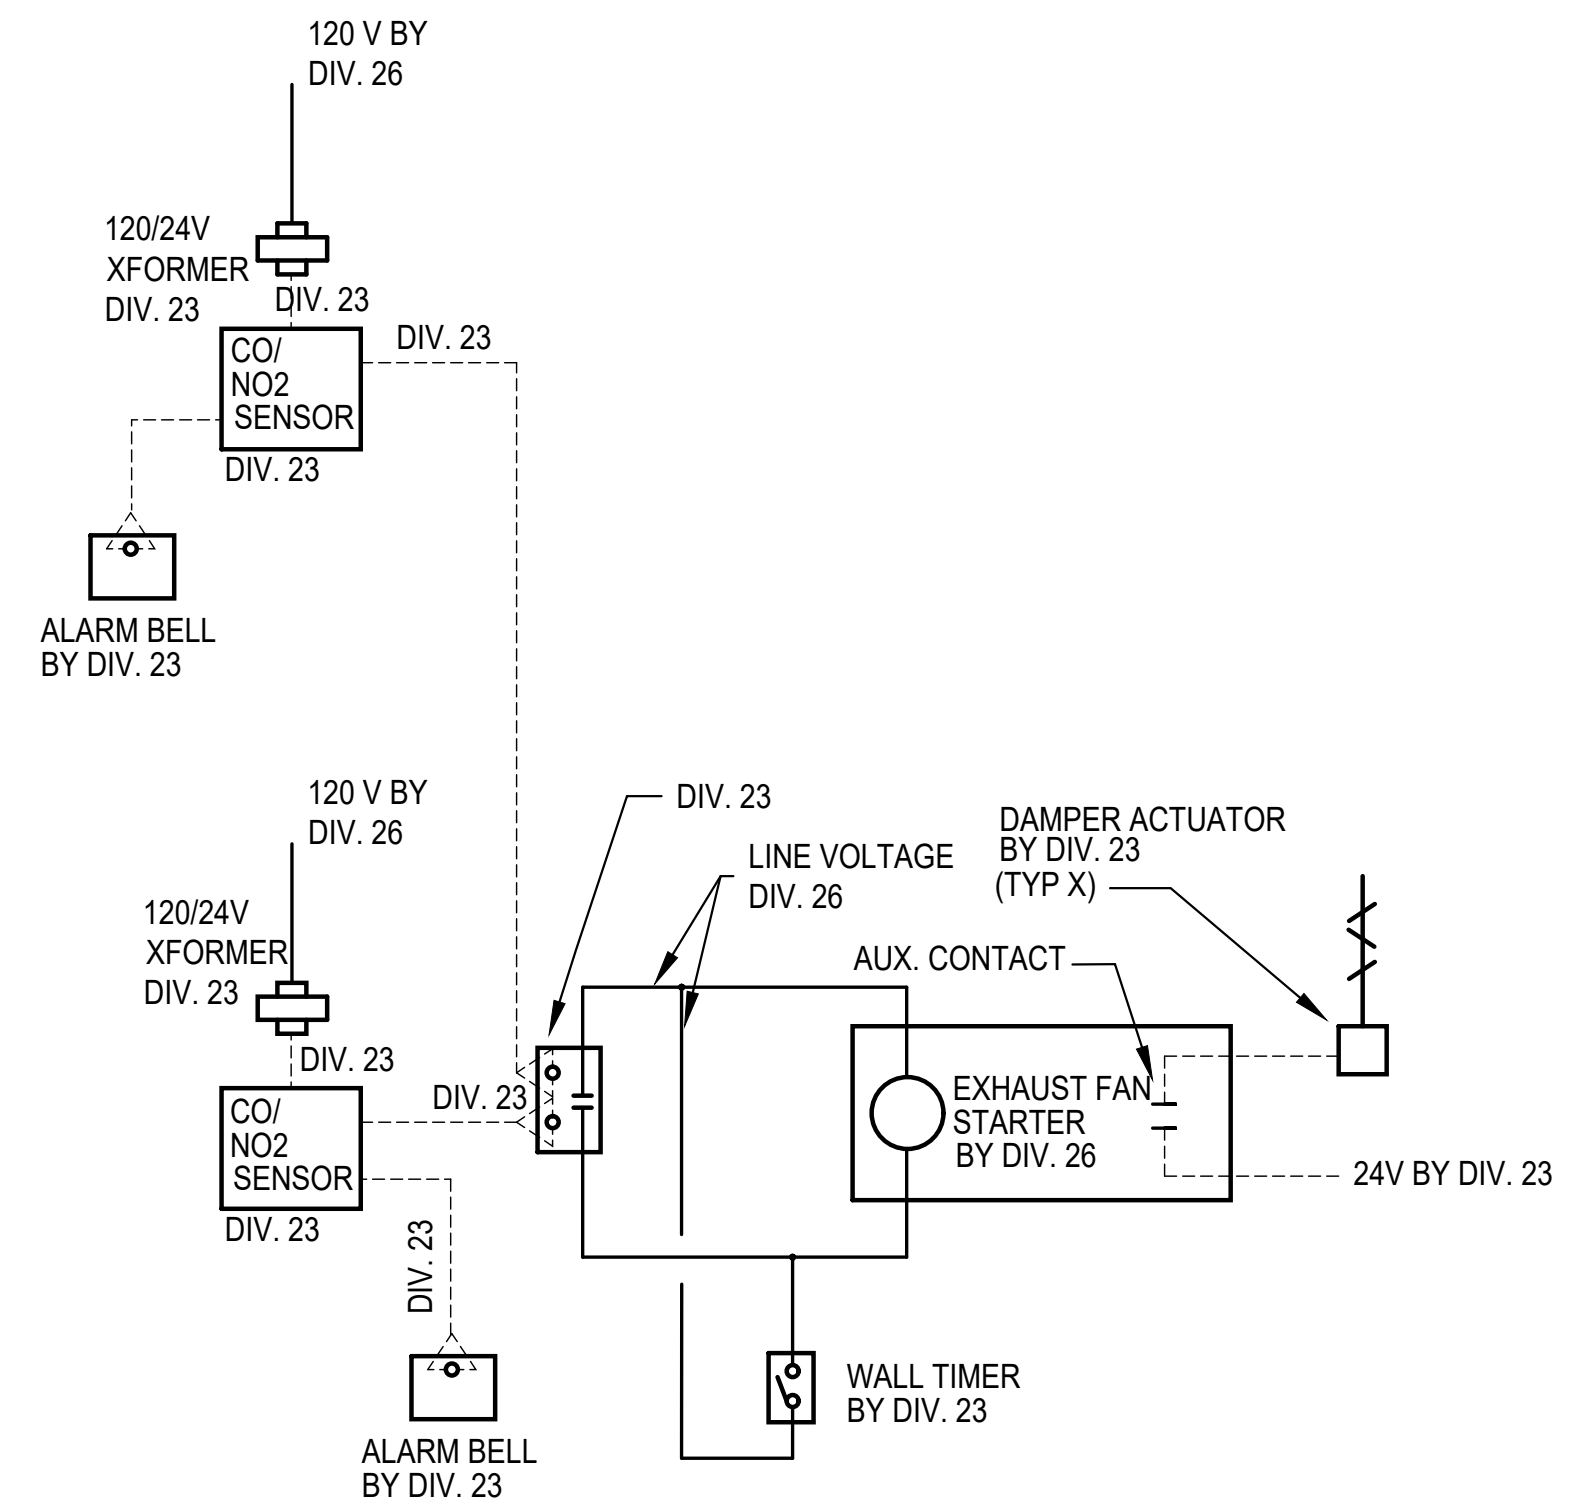 120 V BY
DIV. 26
120/24V
XFORMER
DIV. 23
DIV. 23
DIV. 23
CO/
NO2
SENSOR
DIV. 23
ALARM BELL
BY DIV. 23
120 V BY
DIV. 26
120/24V
XFORMER
DIV. 23
DIV. 23
CO/
NO2
SENSOR
DIV. 23
DIV. 23
DIV. 23
ALARM BELL
BY DIV. 23
DIV. 23
LINE VOLTAGE
DIV. 26
DAMPER ACTUATOR
BY DIV. 23
(TYP X)
AUX. CONTACT
EXHAUST FAN
STARTER
BY DIV. 26
24V BY DIV. 23
WALL TIMER
BY DIV. 23